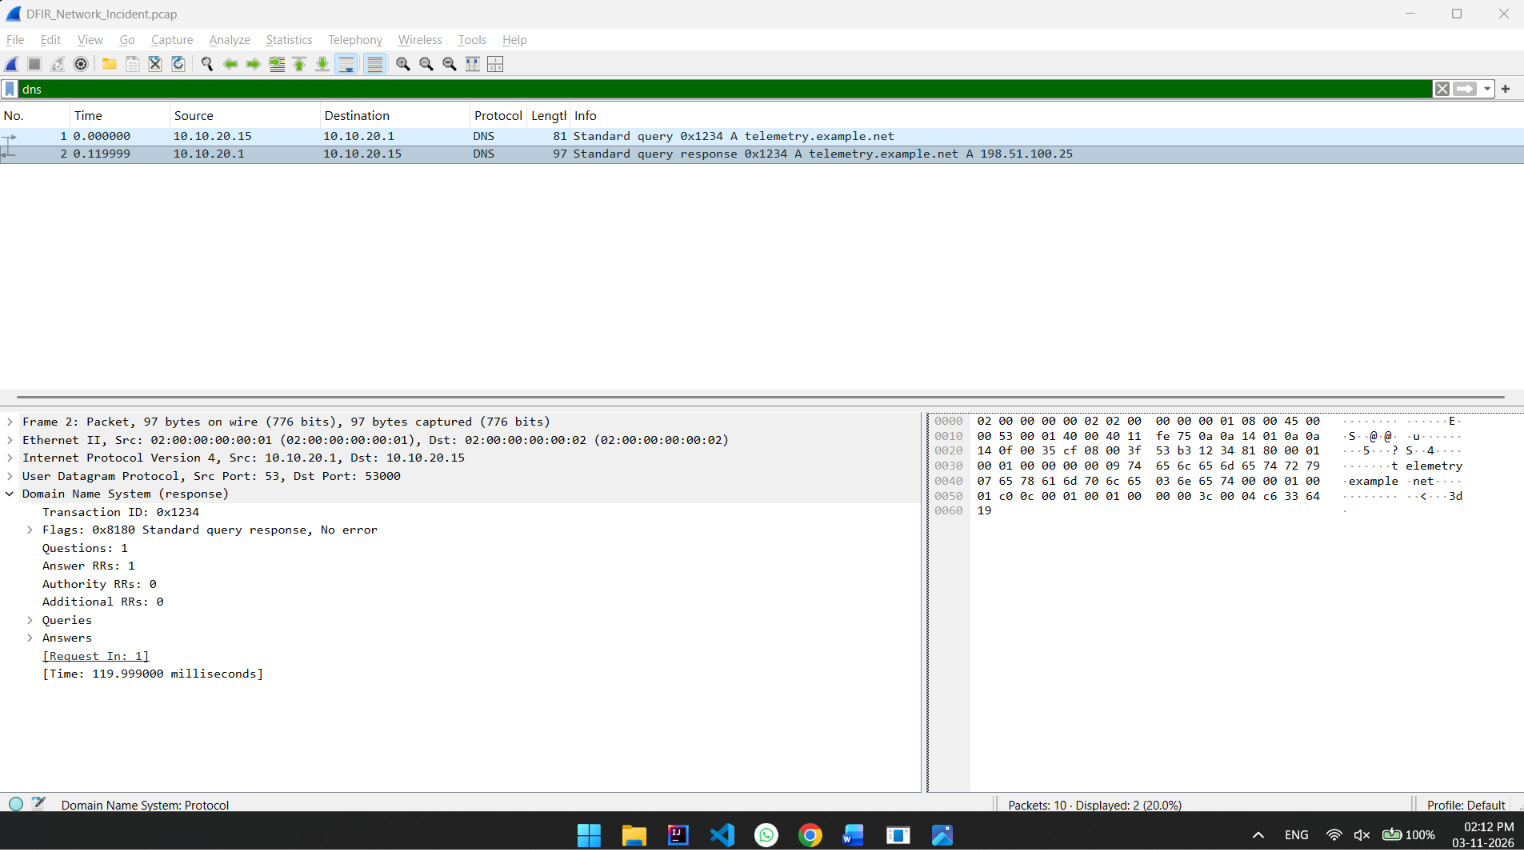 DFIR_Network_Incident.pcap
File Edit View Go Capture Analyze Statistics Telephony Wireless Tools Help
dns
No. Time Source Destination Protocol Length Info
1 0.000000 10.10.20.15 10.10.20.1 DNS 81 Standard query 0x1234 A telemetry.example.net
2 0.119999 10.10.20.1 10.10.20.15 DNS 97 Standard query response 0x1234 A telemetry.example.net A 198.51.100.25
Frame 2: Packet, 97 bytes on wire (776 bits), 97 bytes captured (776 bits)
Ethernet II, Src: 02:00:00:00:00:01 (02:00:00:00:00:01), Dst: 02:00:00:00:00:02 (02:00:00:00:00:02)
Internet Protocol Version 4, Src: 10.10.20.1, Dst: 10.10.20.15
User Datagram Protocol, Src Port: 53, Dst Port: 53000
Domain Name System (response)
Transaction ID: 0x1234
Flags: 0x8180 Standard query response, No error
Questions: 1
Answer RRs: 1
Authority RRs: 0
Additional RRs: 0
Queries
Answers
[Request In: 1]
[Time: 119.999000 milliseconds]
0000 02 00 00 00 00 02 02 00 00 00 00 01 08 00 45 00 ········ ······E·
0010 00 53 00 01 40 00 40 11 fe 75 0a 0a 14 01 0a 0a ·S··@·@· ·u······
0020 14 0f 00 35 cf 08 00 3f 53 b3 12 34 81 80 00 01 ···5···? S··4····
0030 00 01 00 00 00 00 09 74 65 6c 65 6d 65 74 72 79 ·······t elemetry
0040 07 65 78 61 6d 70 6c 65 03 6e 65 74 00 00 01 00 ·example ·net····
0050 01 c0 0c 00 01 00 01 00 00 00 3c 00 04 c6 33 64 ········ ··<···3d
0060 19 ·
Domain Name System: Protocol
Packets: 10 · Displayed: 2 (20.0%)
Profile: Default
ENG
100%
02:12 PM
03-11-2026